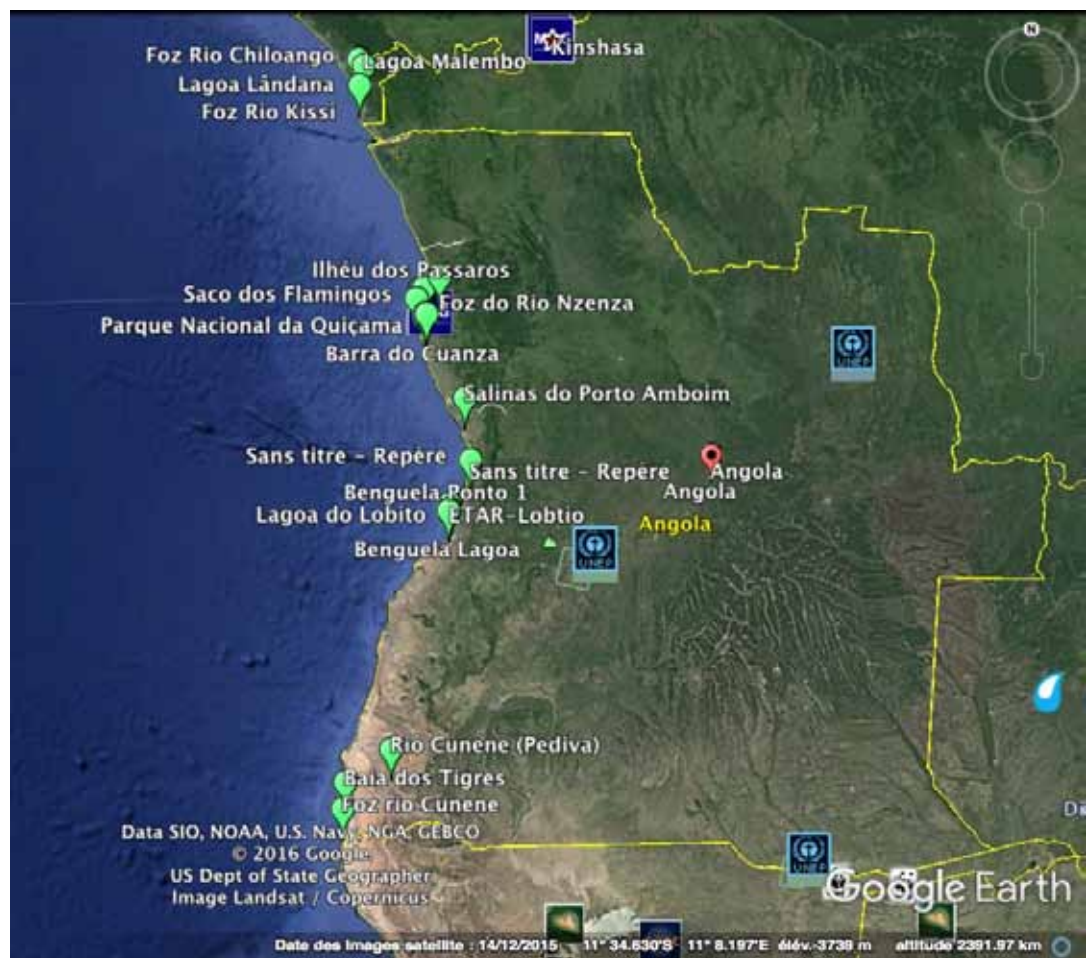 N
Kinshasa
Foz Rio Chiloango
Lagoa Malembo
Lagoa Lândana
Foz Rio Kissi
Ilhéu dos Passaros
Saco dos Flamingos
Foz do Rio Nzenza
Parque Nacional da Quiçama
Barra do Cuanza
UNEP
Salinas do Porto Amboim
Sans titre - Repère
Sans titre - Repère
Angola
Benguela Ponto 1
Angola
Lagoa do Lobito
ETAR-Lobtio
Angola
Benguela Lagoa
UNEP
Rio Cunene (Pediva)
Baia dos Tigres
Foz rio Cunene
Data SIO, NOAA, U.S. Navy, NGA, GEBCO
© 2016 Google
US Dept of State Geographer
Image Landsat / Copernicus
UNEP
Google Earth
Date des images satellite : 14/12/2015 11° 34.630'S 11° 8.197'E élév.-3739 m altitude 2391.97 km